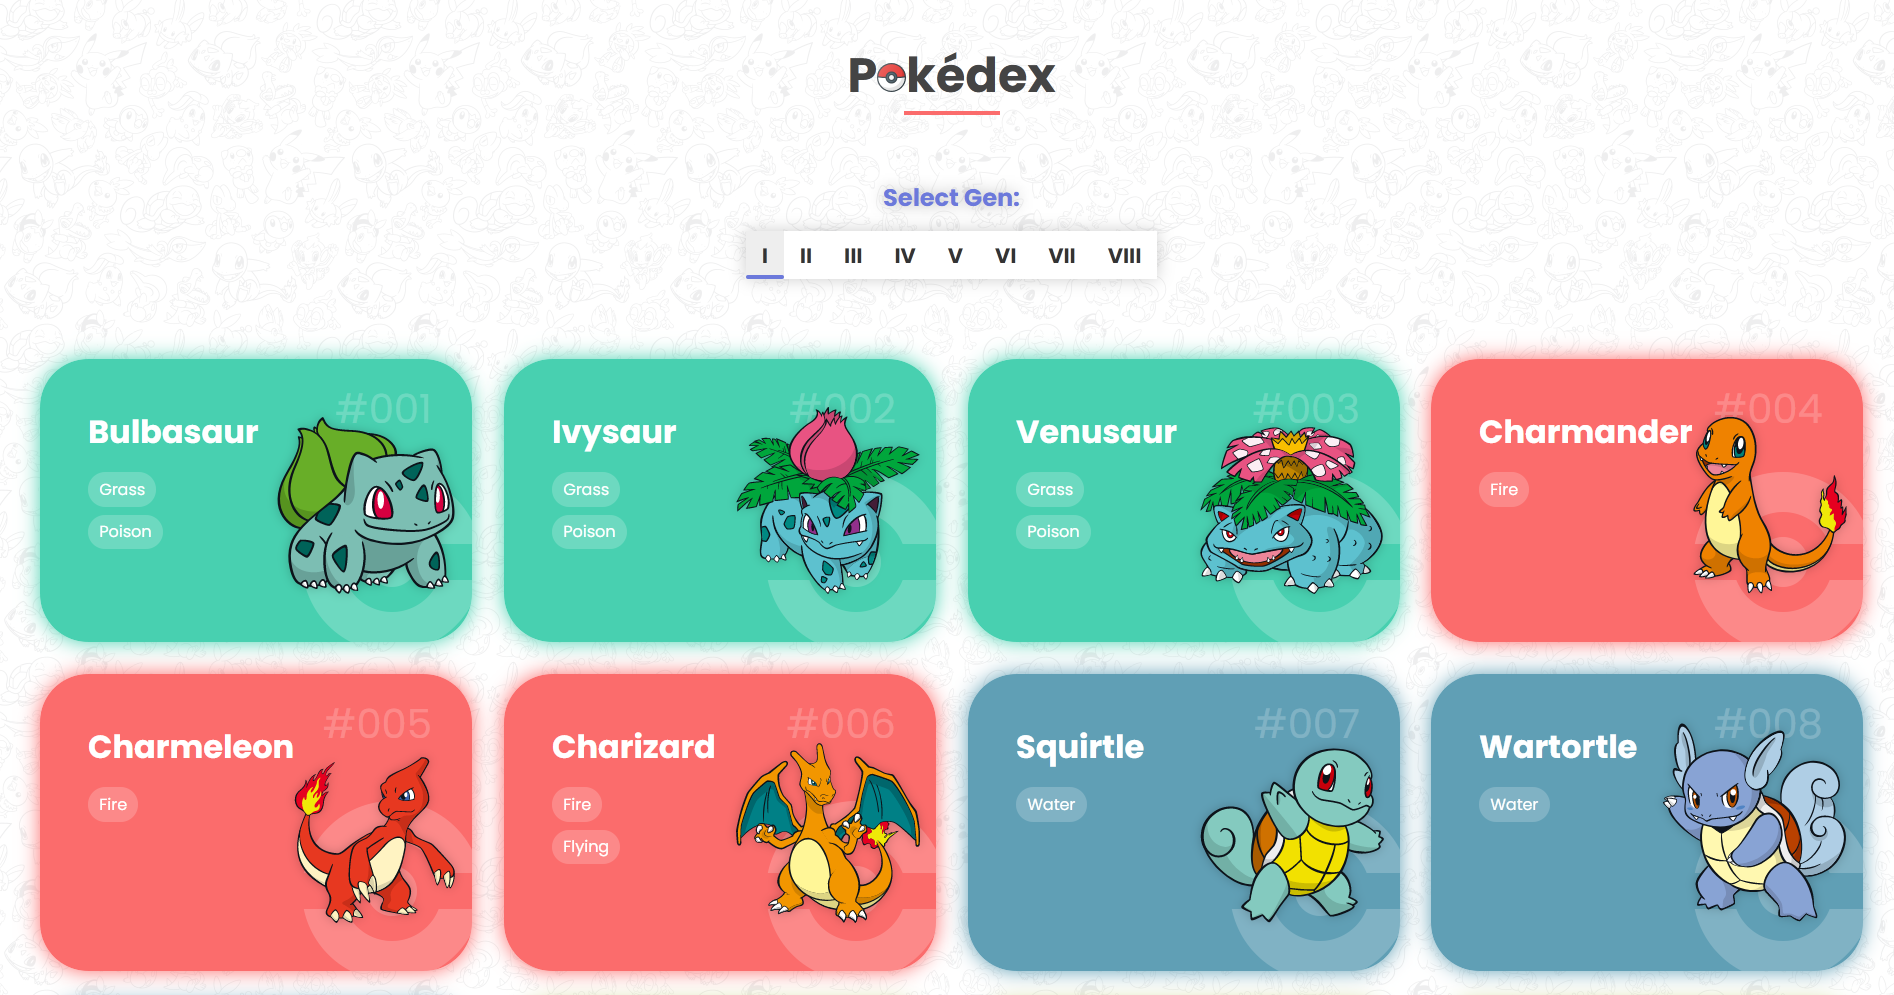 Pokédex
Select Gen:
I II III IV V VI VII VIII
#001
Bulbasaur
Grass
Poison
#002
Ivysaur
Grass
Poison
#003
Venusaur
Grass
Poison
#004
Charmander
Fire
#005
Charmeleon
Fire
#006
Charizard
Fire
Flying
#007
Squirtle
Water
#008
Wartortle
Water